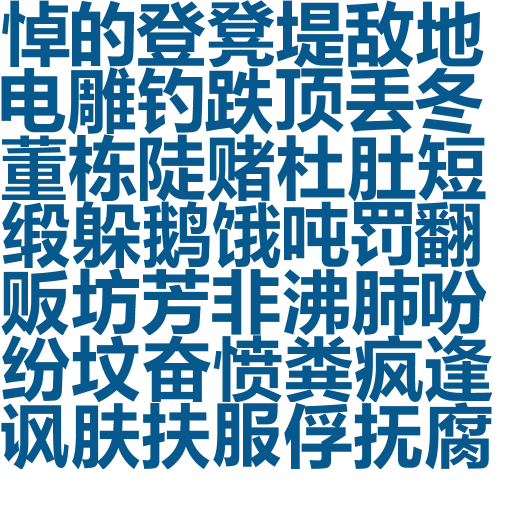 悼的登凳堤敌地
电雕钓跌顶丢冬
董栋陡赌杜肚短
缎躲鹅饿吨罚翻
贩坊芳非沸肺吩
纷坟奋愤粪疯逢
讽肤扶服俘抚腐